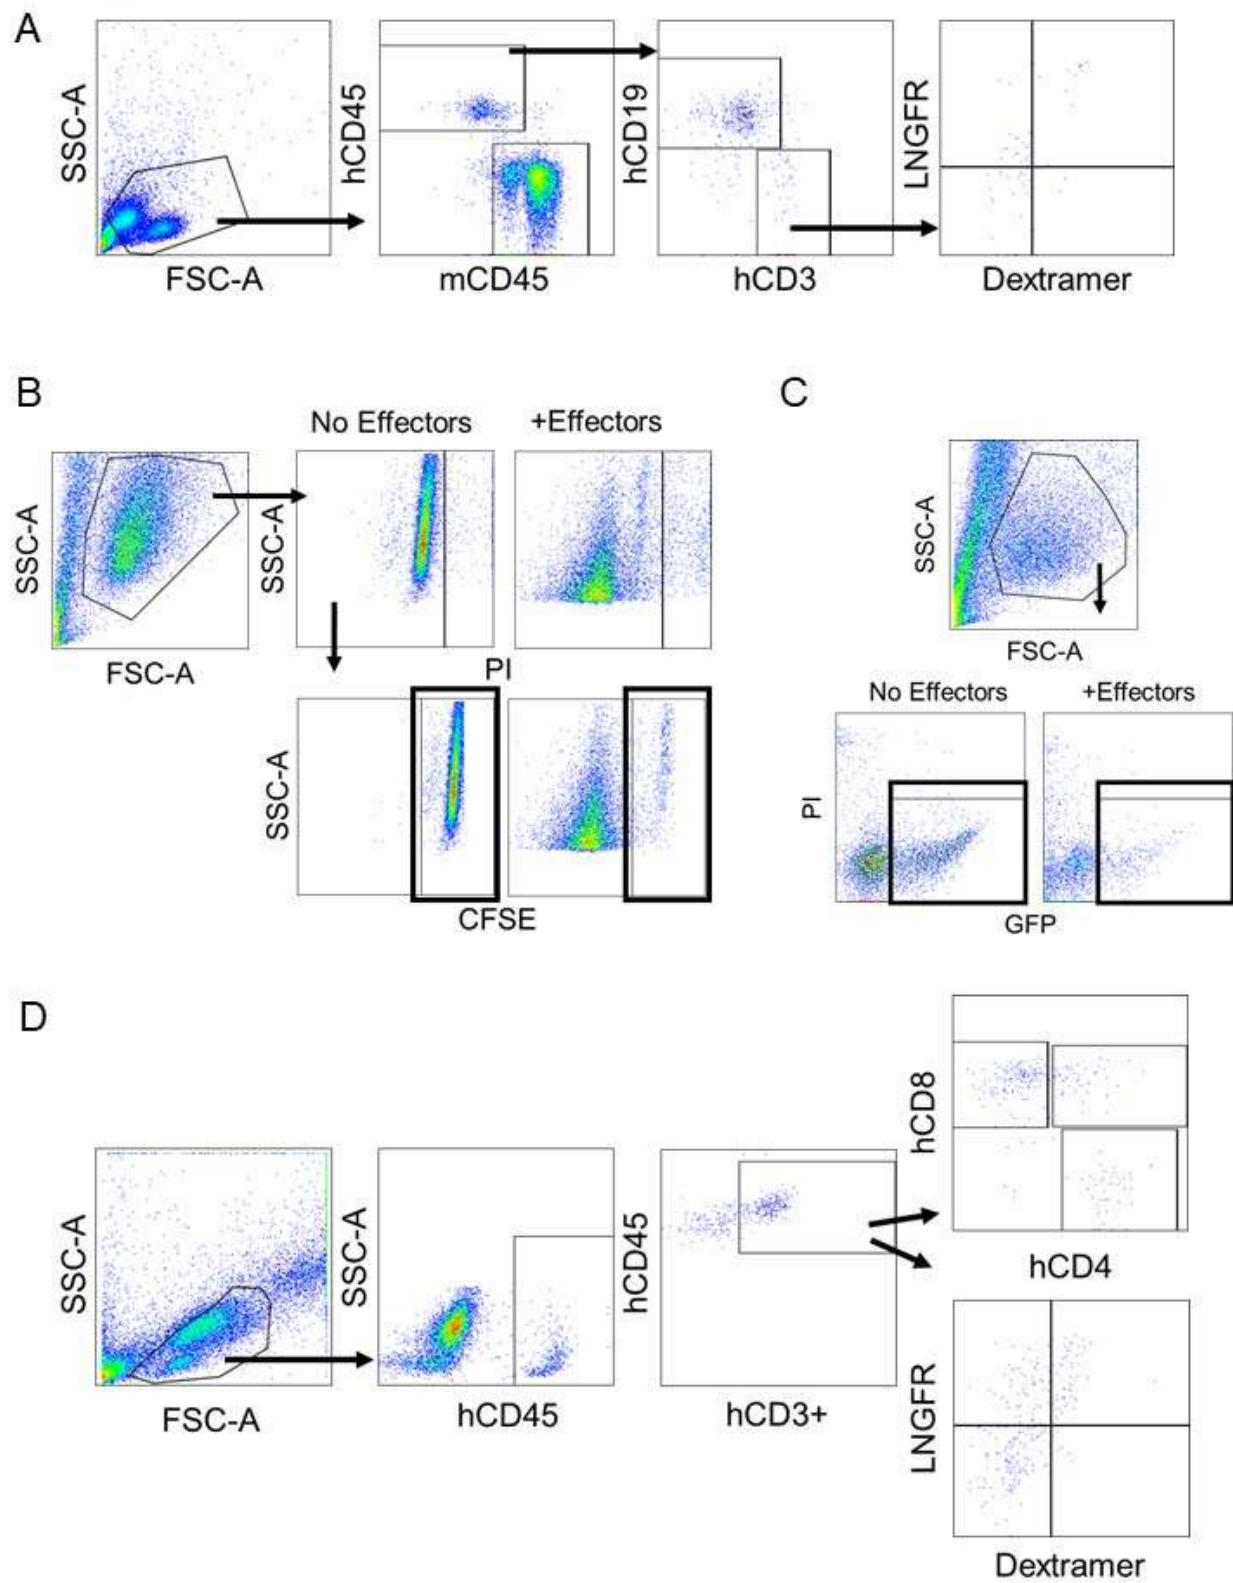 A
SSC-A
FSC-A
hCD45
mCD45
hCD19
hCD3
LNGFR
Dextramer
B
SSC-A
FSC-A
No Effectors
+Effectors
SSC-A
PI
SSC-A
CFSE
C
SSC-A
FSC-A
No Effectors
+Effectors
PI
GFP
D
SSC-A
FSC-A
SSC-A
hCD45
hCD45
hCD3+
hCD8
hCD4
LNGFR
Dextramer